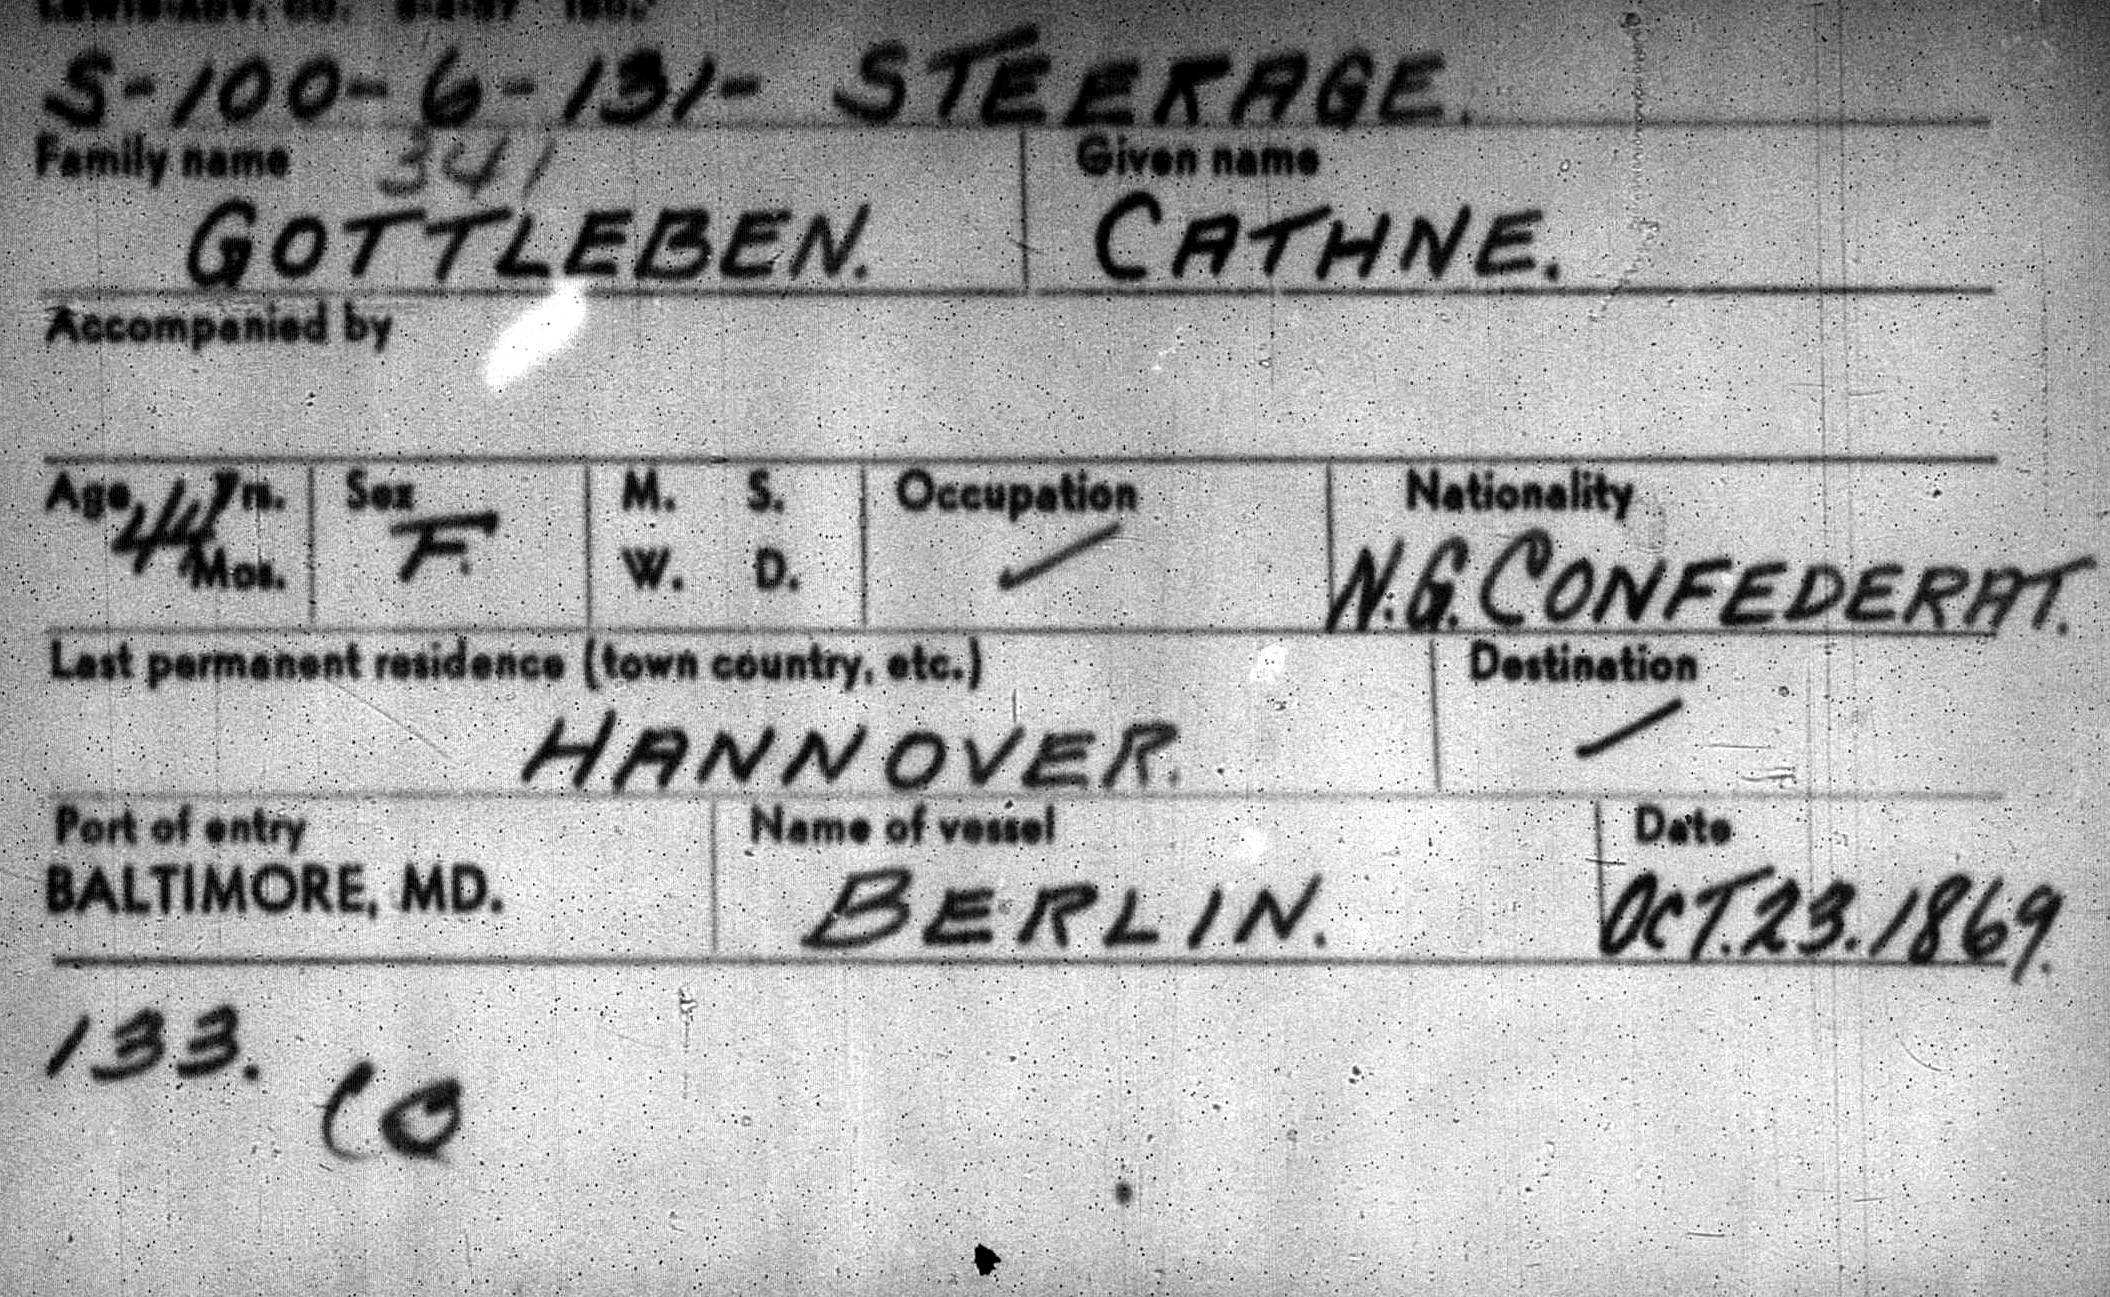 S-100-6-131- STEERAGE.
Family name 341 Given name
GOTTLEBEN. CATHNE.
Accompanied by
Age 44 Yrs. Mos. Sex F. M. S. W. D. Occupation Nationality
N.G. CONFEDERAT.
Last permanent residence (town country, etc.) Destination
HANNOVER.
Port of entry Name of vessel Date
BALTIMORE, MD. BERLIN. OCT. 23. 1869.
133.